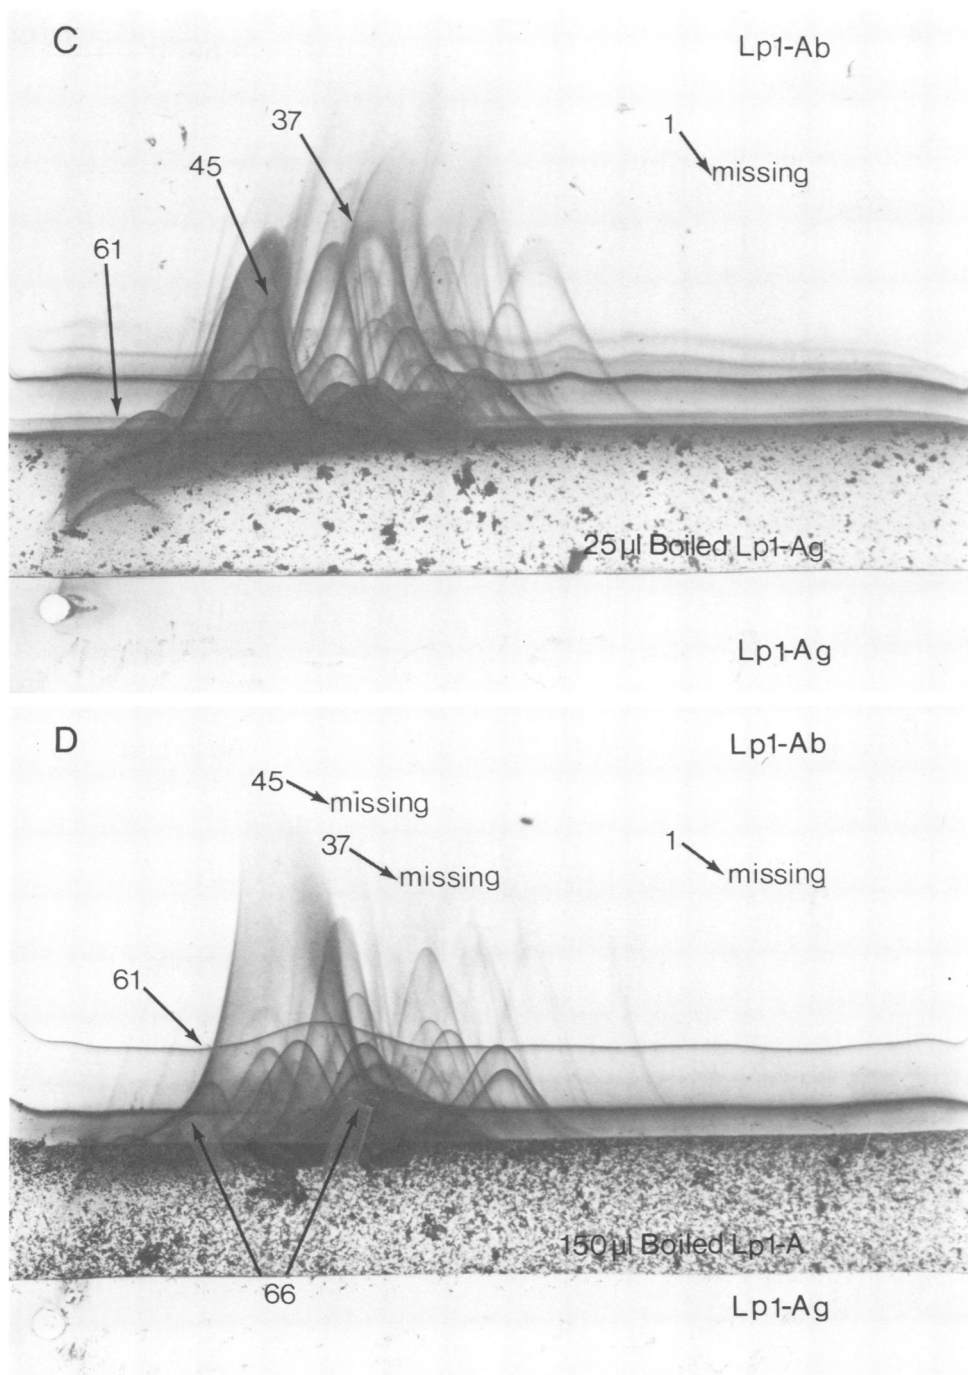 C
Lp1-Ab
37
1
missing
45
61
25µl Boiled Lp1-Ag
Lp1-Ag
D
Lp1-Ab
45
missing
37
missing
1
missing
61
150µl Boiled Lp1-A
66
Lp1-Ag